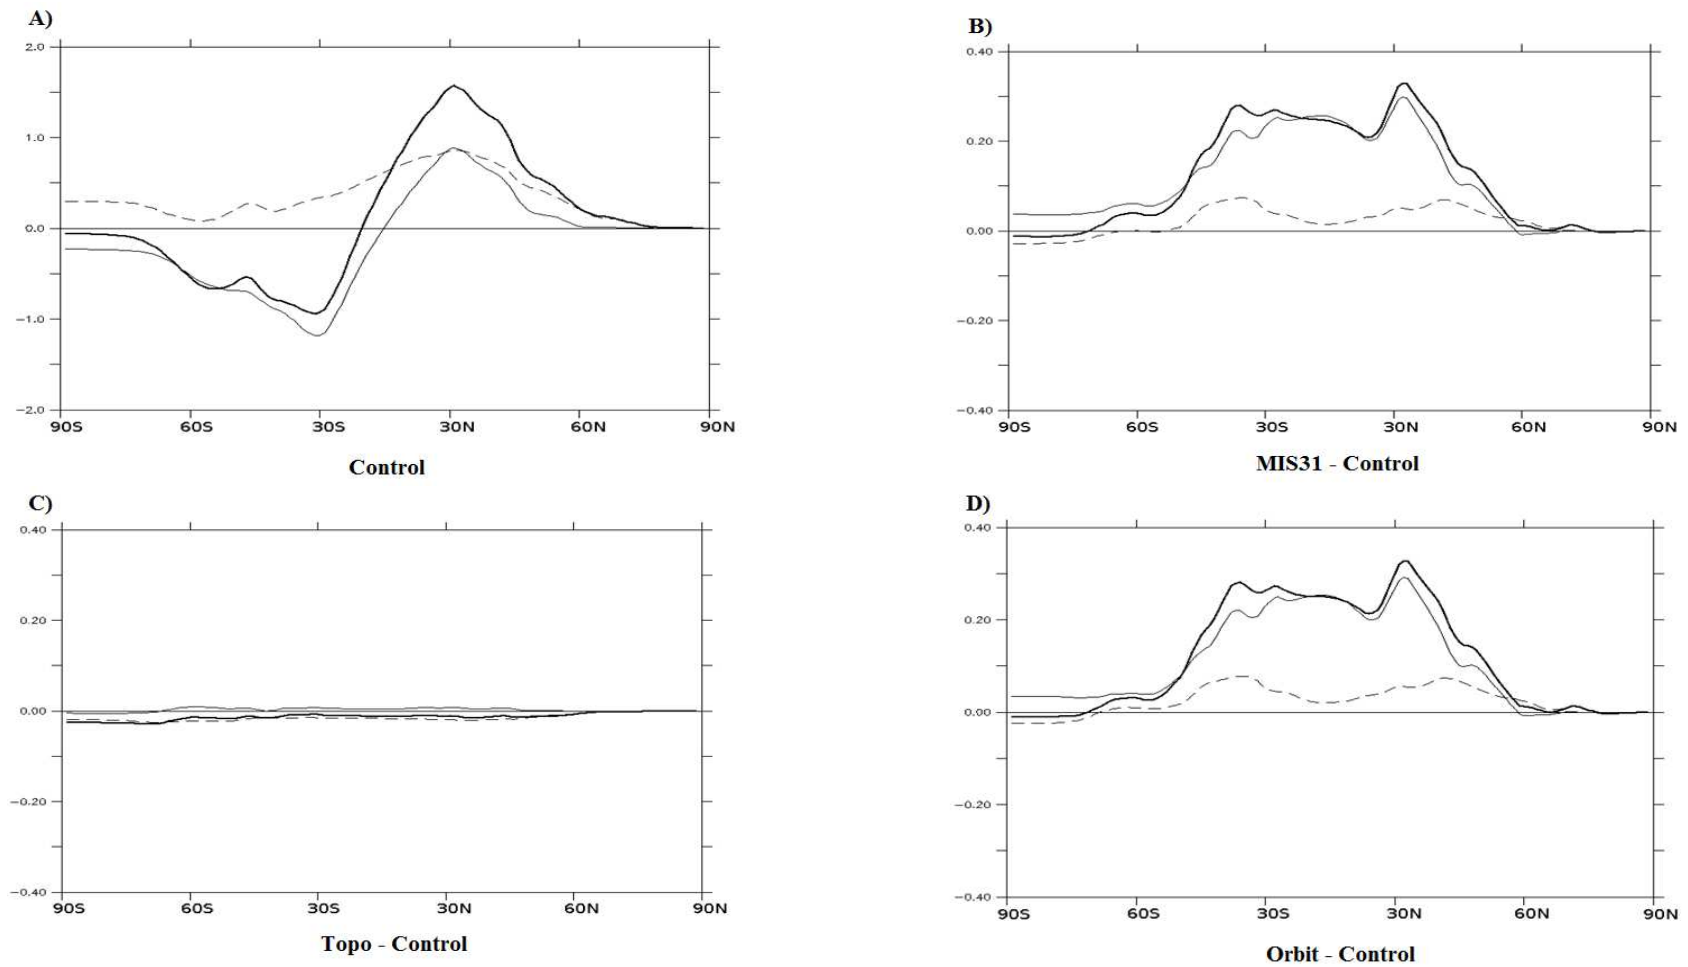 A)
2.0
1.0
0.0
−1.0
−2.0
90S 60S 30S 30N 60N 90N
Control
B)
0.40
0.20
0.00
−0.20
−0.40
90S 60S 30S 30N 60N 90N
MIS31 - Control
C)
0.40
0.20
0.00
−0.20
−0.40
90S 60S 30S 30N 60N 90N
Topo - Control
D)
0.40
0.20
0.00
−0.20
−0.40
90S 60S 30S 30N 60N 90N
Orbit - Control